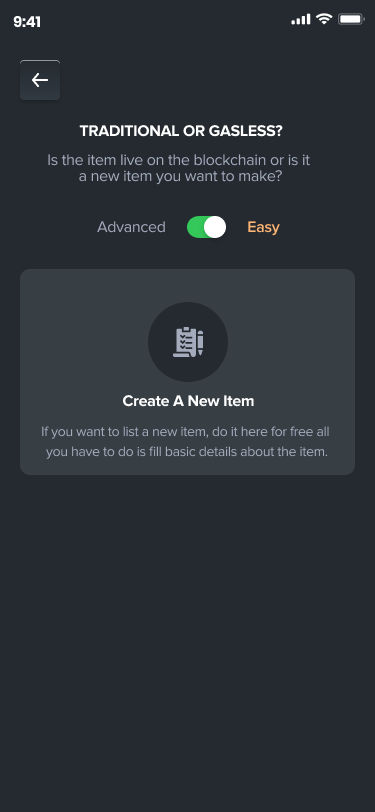 9:41
TRADITIONAL OR GASLESS?
Is the item live on the blockchain or is it
a new item you want to make?
Advanced
Easy
Create A New Item
If you want to list a new item, do it here for free all
you have to do is fill basic details about the item.